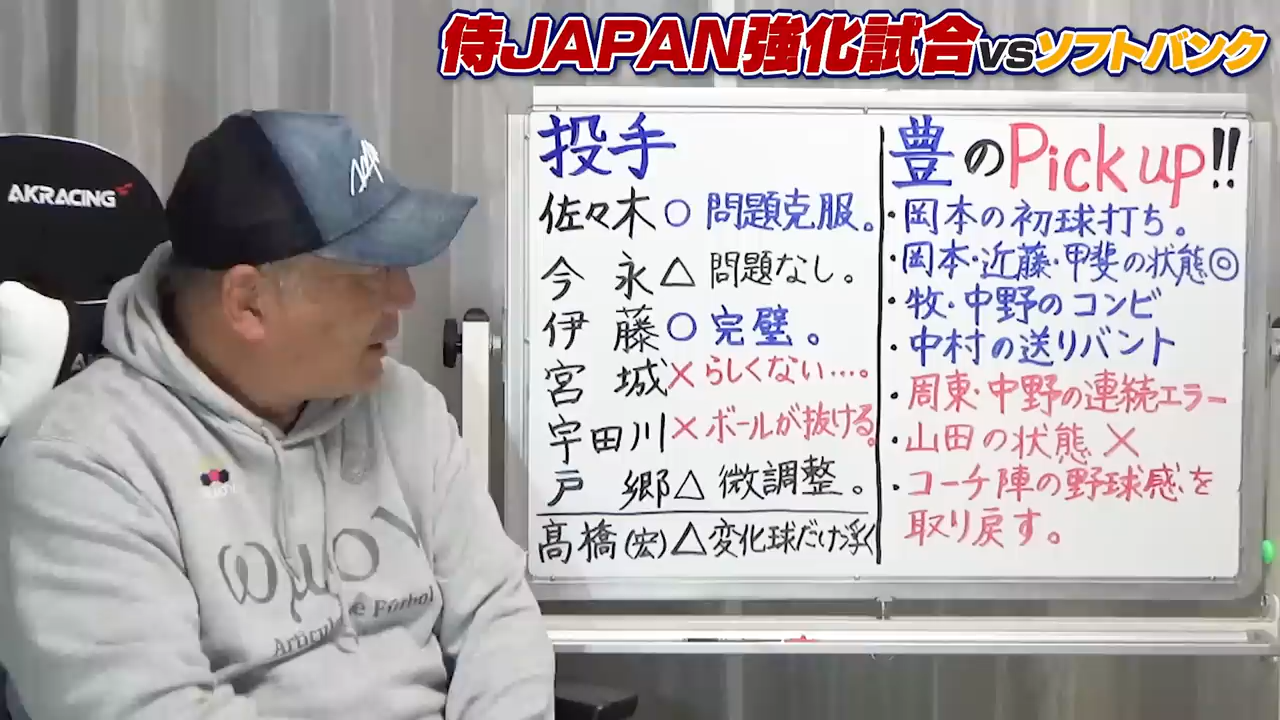 侍JAPAN強化試合vsソフトバンク
投手
佐々木 ○ 問題克服。
今永 △ 問題なし。
伊藤 ○ 完璧。
宮城 × らしくない…。
宇田川 × ボールが抜ける。
戸郷 △ 微調整。
髙橋(宏) △ 変化球だけ浮く
豊のPick up!!
・岡本の初球打ち。
・岡本・近藤・甲斐の状態◎
・牧・中野のコンビ
・中村の送りバント
・周東・中野の連続エラー
・山田の状態 ×
・コーチ陣の野球感を
取り戻す。
AKRACING